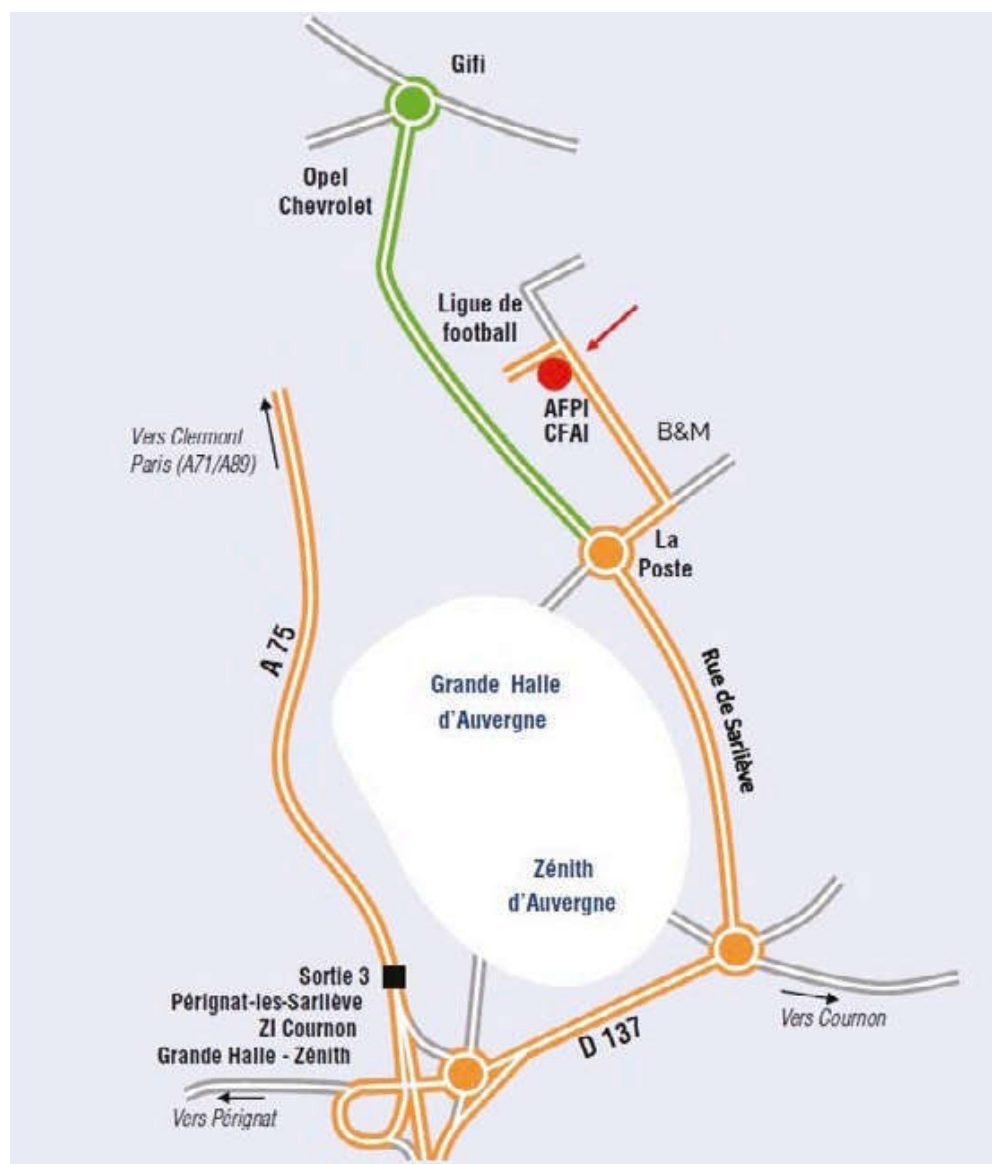 Gifi
Opel
Chevrolet
Ligue de
football
AFPI
CFAI
B&M
Vers Clermont
Paris (A71/A89)
La
Poste
A 75
Rue de Sarliève
Grande Halle
d'Auvergne
Zénith
d'Auvergne
Sortie 3
Pérignat-les-Sarliève
ZI Cournon
Grande Halle - Zénith
D 137
Vers Cournon
Vers Pérignat